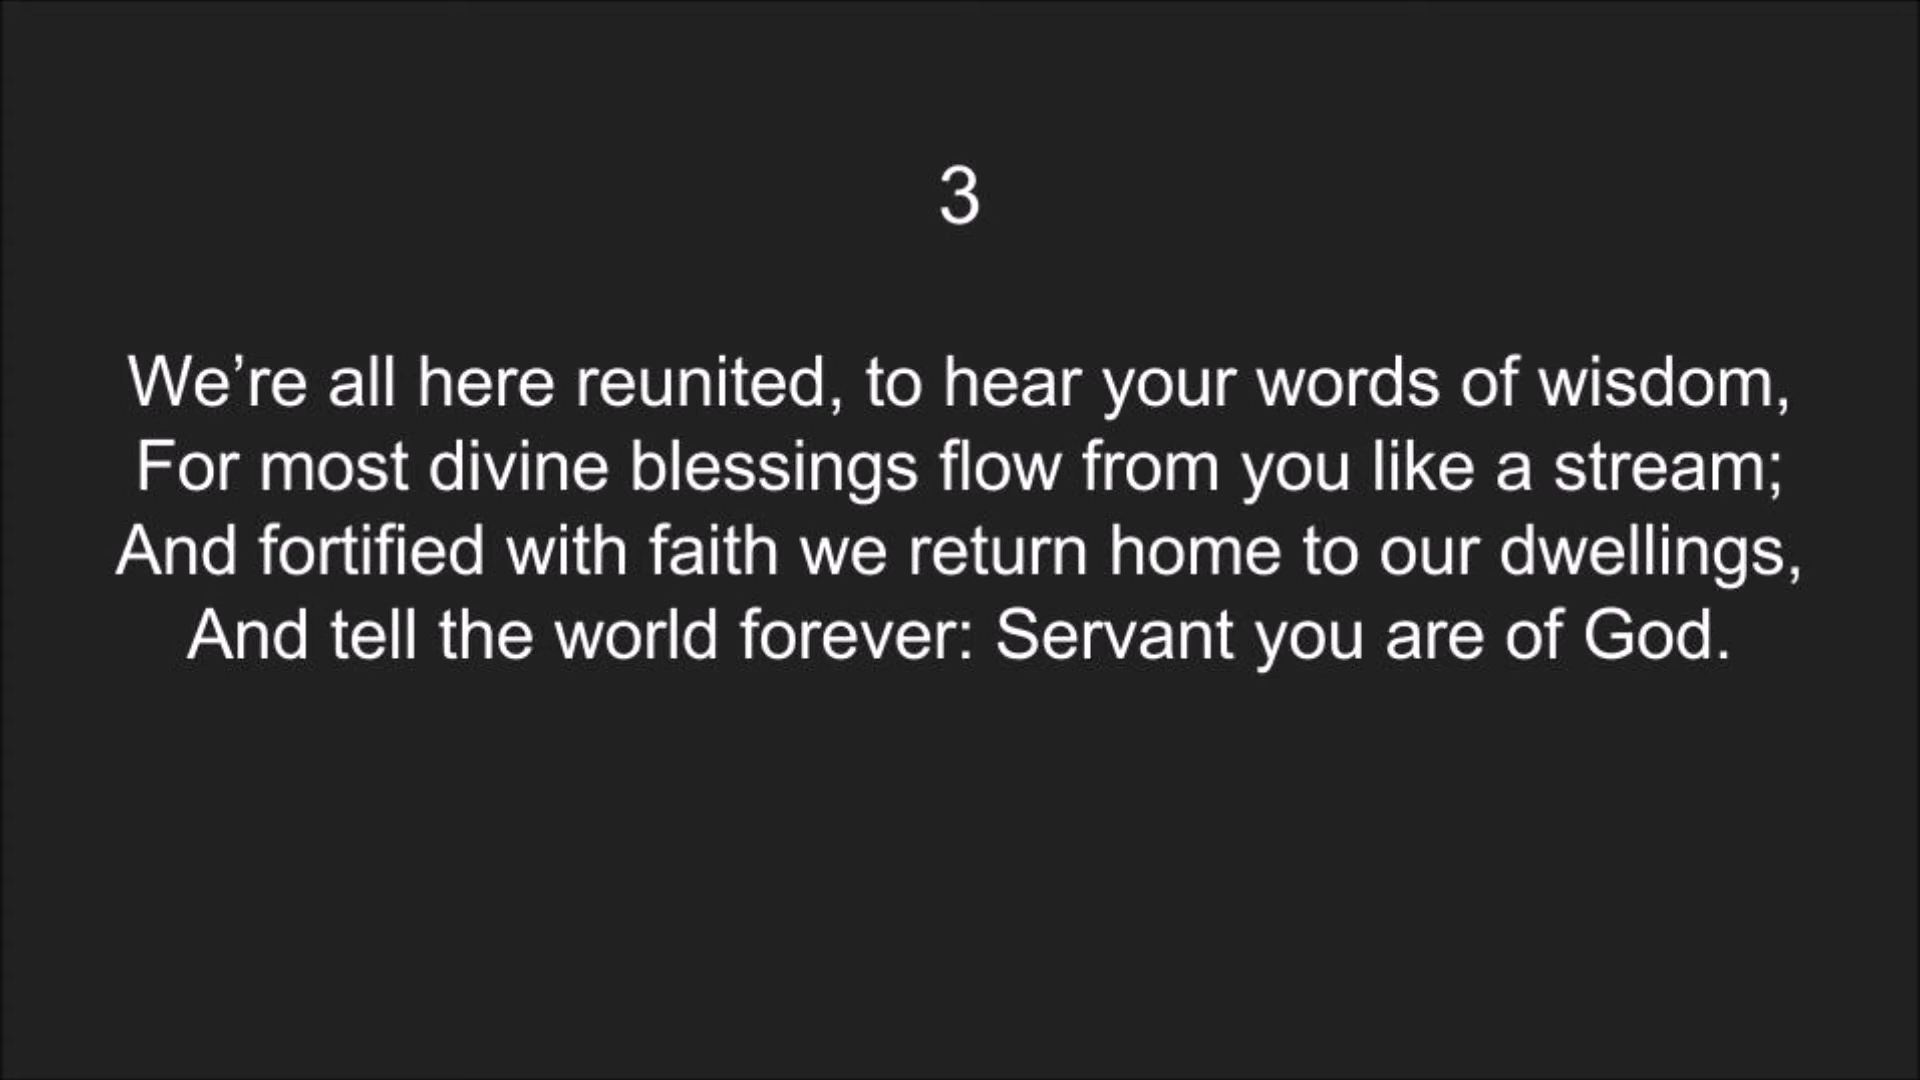 3
We’re all here reunited, to hear your words of wisdom,
For most divine blessings flow from you like a stream;
And fortified with faith we return home to our dwellings,
And tell the world forever: Servant you are of God.